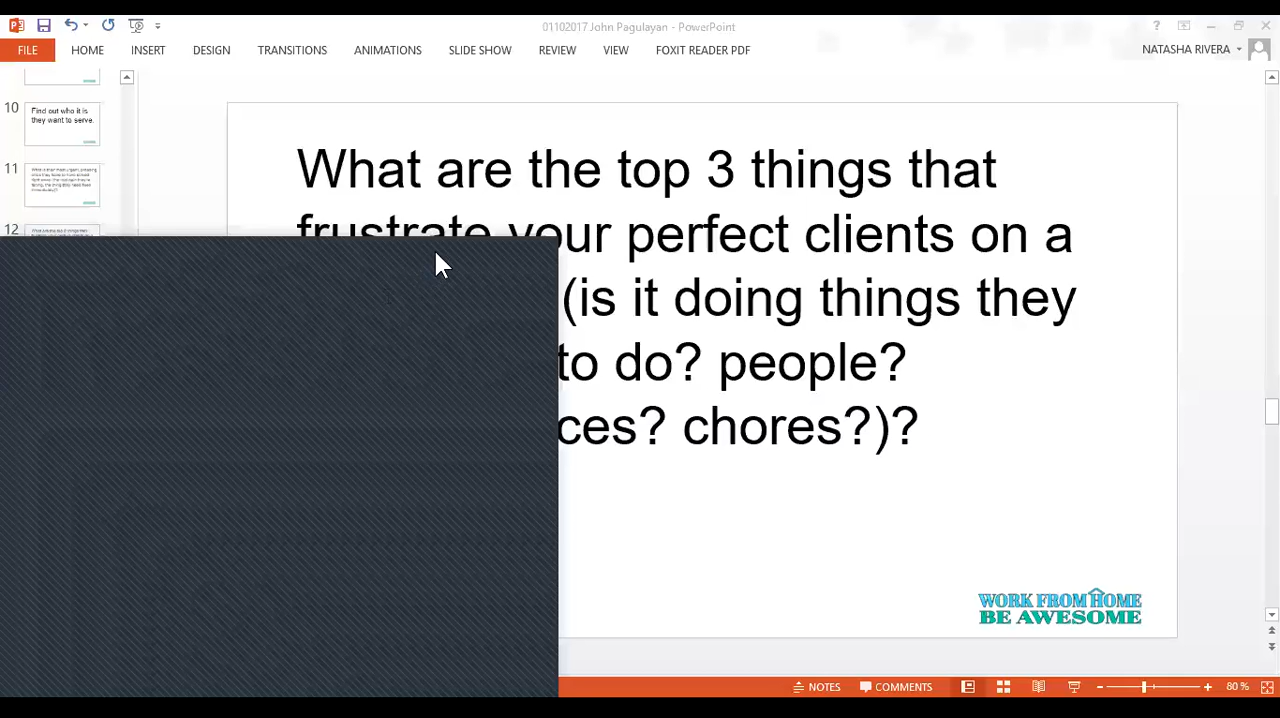 01102017 John Pagulayan - PowerPoint
FILE HOME INSERT DESIGN TRANSITIONS ANIMATIONS SLIDE SHOW REVIEW VIEW FOXIT READER PDF NATASHA RIVERA
10
Find out who it is
they want to serve.
11
12
What are the top 3 things that
frustrate your perfect clients on a
(is it doing things they
to do? people?
ces? chores?)?
WORK FROM HOME
BE AWESOME
NOTES COMMENTS 80 %